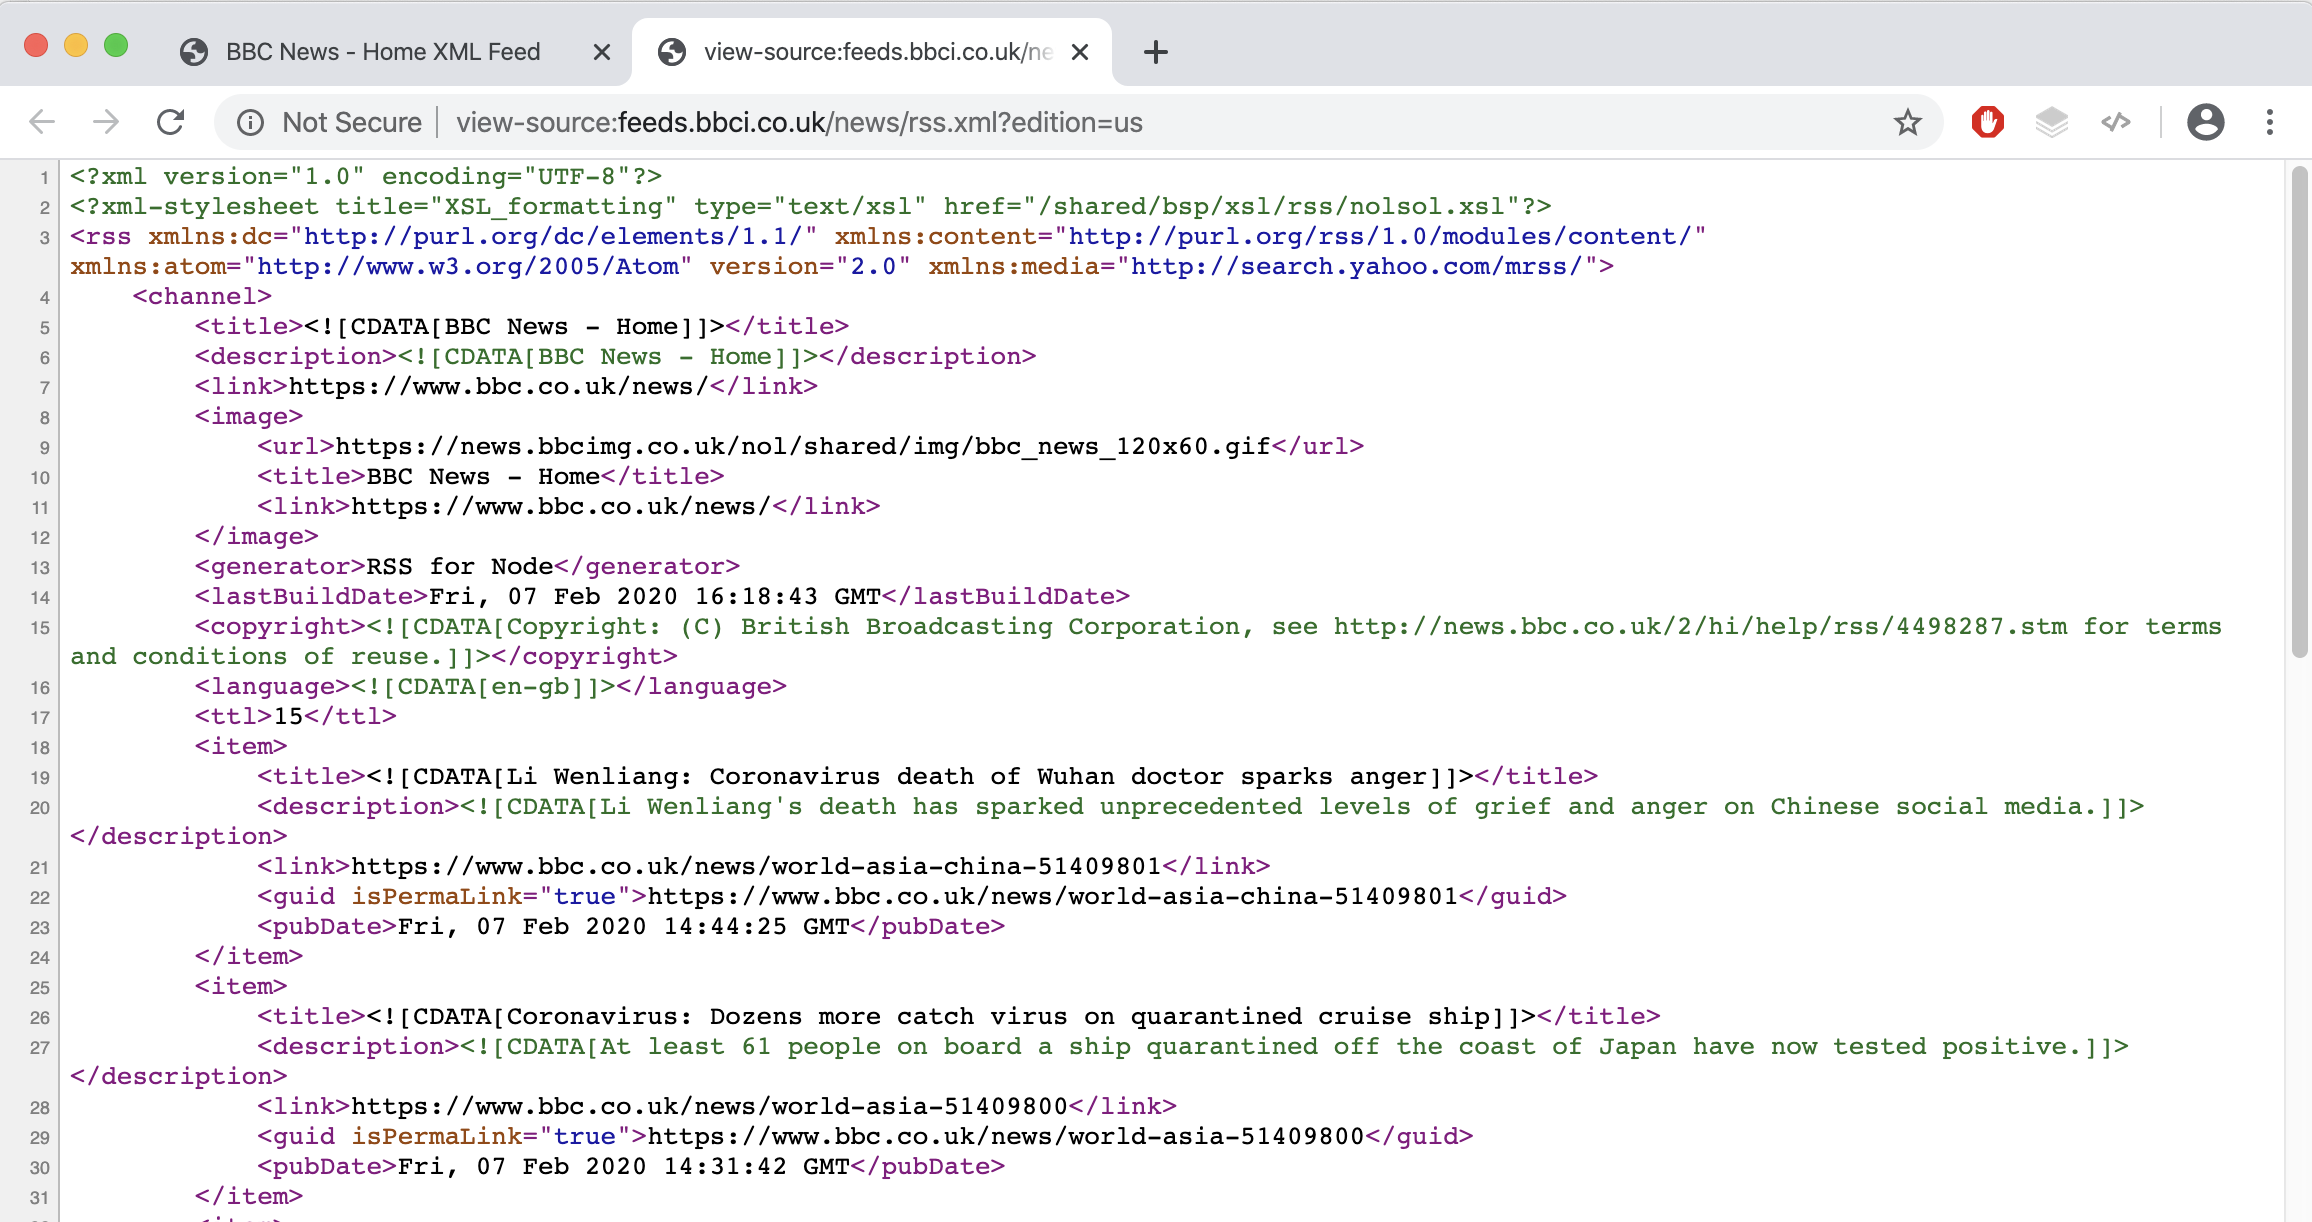 BBC News - Home XML Feed
view-source:feeds.bbci.co.uk/ne
Not Secure
view-source:feeds.bbci.co.uk/news/rss.xml?edition=us
1 <?xml version="1.0" encoding="UTF-8"?>
2 <?xml-stylesheet title="XSL_formatting" type="text/xsl" href="/shared/bsp/xsl/rss/nolsol.xsl"?>
3 <rss xmlns:dc="http://purl.org/dc/elements/1.1/" xmlns:content="http://purl.org/rss/1.0/modules/content/"
xmlns:atom="http://www.w3.org/2005/Atom" version="2.0" xmlns:media="http://search.yahoo.com/mrss/">
4 <channel>
5 <title><![CDATA[BBC News - Home]]></title>
6 <description><![CDATA[BBC News - Home]]></description>
7 <link>https://www.bbc.co.uk/news/</link>
8 <image>
9 <url>https://news.bbcimg.co.uk/nol/shared/img/bbc_news_120x60.gif</url>
10 <title>BBC News - Home</title>
11 <link>https://www.bbc.co.uk/news/</link>
12 </image>
13 <generator>RSS for Node</generator>
14 <lastBuildDate>Fri, 07 Feb 2020 16:18:43 GMT</lastBuildDate>
15 <copyright><![CDATA[Copyright: (C) British Broadcasting Corporation, see http://news.bbc.co.uk/2/hi/help/rss/4498287.stm for terms
and conditions of reuse.]]></copyright>
16 <language><![CDATA[en-gb]]></language>
17 <ttl>15</ttl>
18 <item>
19 <title><![CDATA[Li Wenliang: Coronavirus death of Wuhan doctor sparks anger]]></title>
20 <description><![CDATA[Li Wenliang's death has sparked unprecedented levels of grief and anger on Chinese social media.]]>
</description>
21 <link>https://www.bbc.co.uk/news/world-asia-china-51409801</link>
22 <guid isPermaLink="true">https://www.bbc.co.uk/news/world-asia-china-51409801</guid>
23 <pubDate>Fri, 07 Feb 2020 14:44:25 GMT</pubDate>
24 </item>
25 <item>
26 <title><![CDATA[Coronavirus: Dozens more catch virus on quarantined cruise ship]]></title>
27 <description><![CDATA[At least 61 people on board a ship quarantined off the coast of Japan have now tested positive.]]>
</description>
28 <link>https://www.bbc.co.uk/news/world-asia-51409800</link>
29 <guid isPermaLink="true">https://www.bbc.co.uk/news/world-asia-51409800</guid>
30 <pubDate>Fri, 07 Feb 2020 14:31:42 GMT</pubDate>
31 </item>